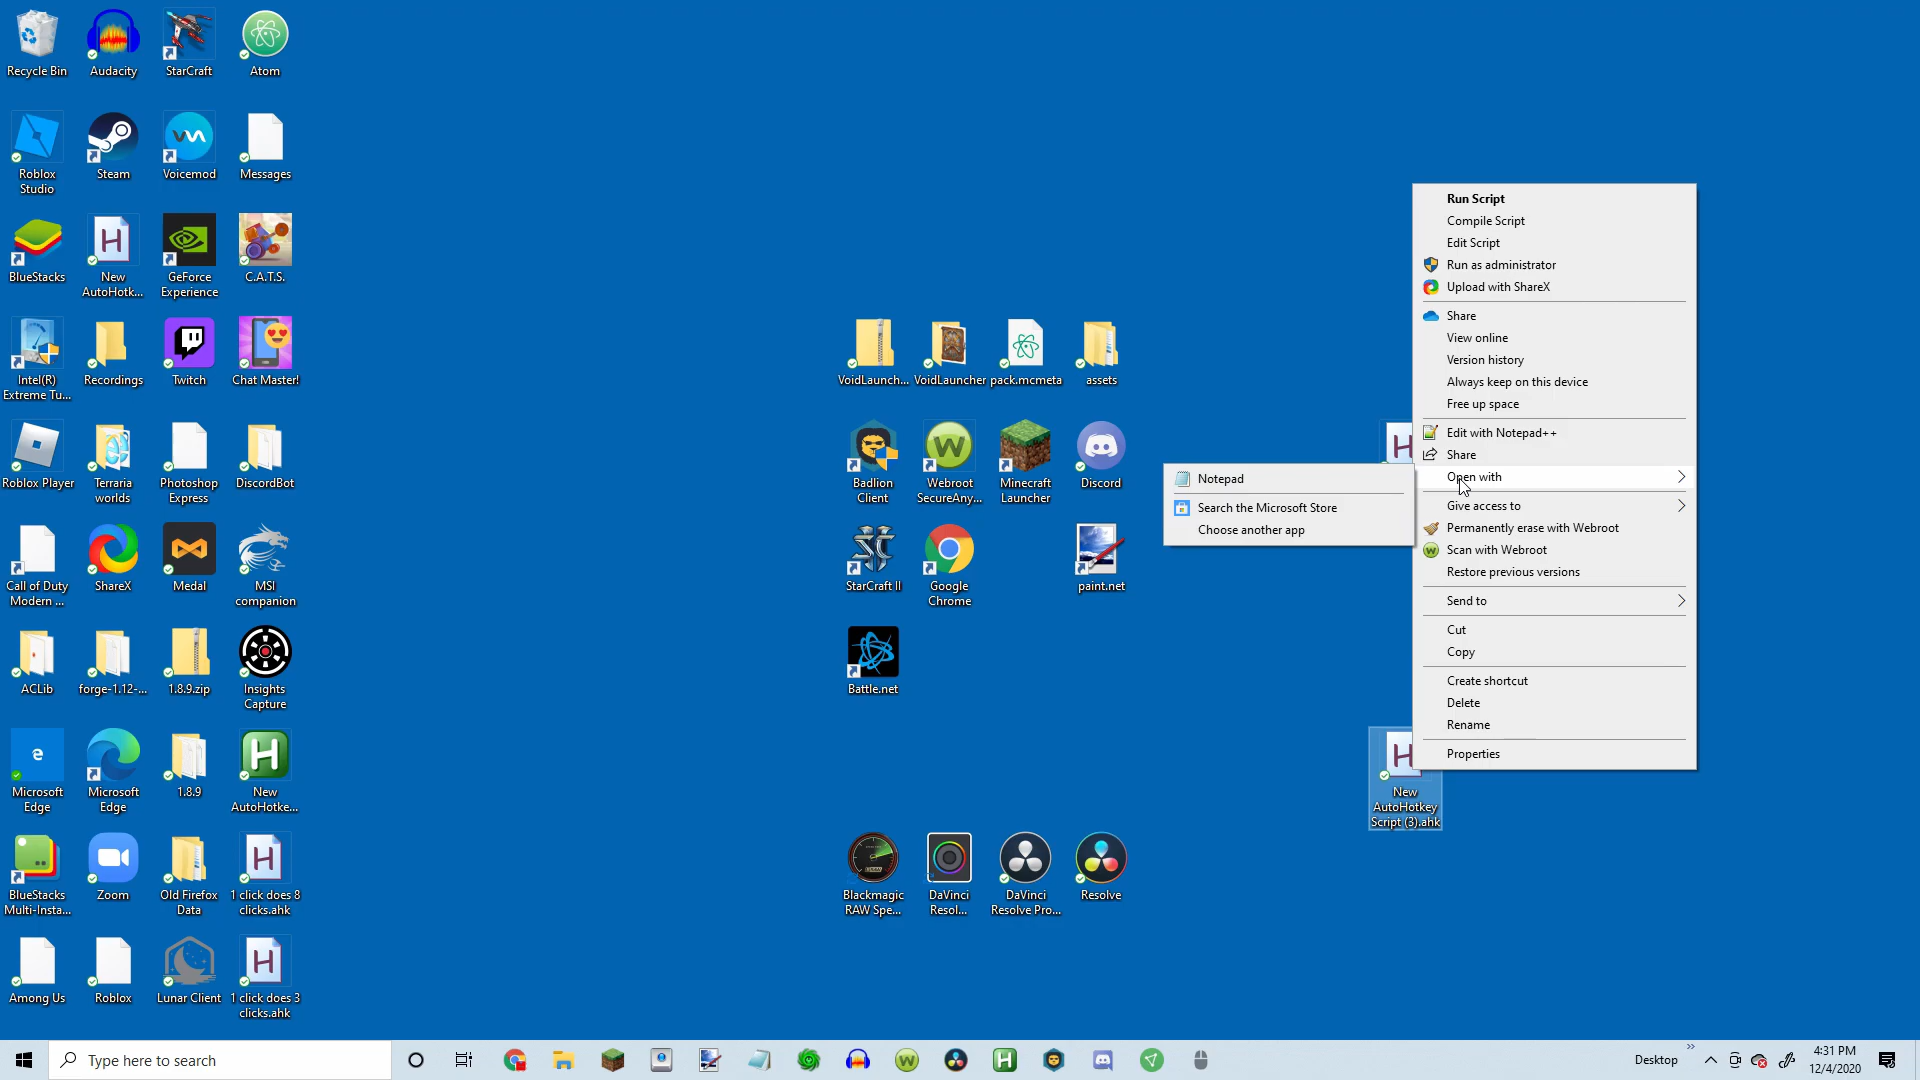 Recycle Bin
Audacity
StarCraft
Atom
Roblox
Studio
Steam
Voicemod
Messages
BlueStacks
New
AutoHotk...
GeForce
Experience
C.A.T.S.
Intel(R)
Extreme Tu...
Recordings
Twitch
Chat Master!
Roblox Player
Terraria
worlds
Photoshop
Express
DiscordBot
Call of Duty
Modern ...
ShareX
Medal
MSI
companion
ACLib
forge-1.12-...
1.8.9.zip
Insights
Capture
Microsoft
Edge
Microsoft
Edge
1.8.9
New
AutoHotke...
BlueStacks
Multi-Insta...
Zoom
Old Firefox
Data
1 click does 8
clicks.ahk
Among Us
Roblox
Lunar Client
1 click does 3
clicks.ahk
VoidLaunch...
VoidLauncher
pack.mcmeta
assets
Badlion
Client
Webroot
SecureAny...
Minecraft
Launcher
Discord
StarCraft II
Google
Chrome
paint.net
Battle.net
Blackmagic
RAW Spe...
DaVinci
Resol...
DaVinci
Resolve Pro...
Resolve
Notepad
Search the Microsoft Store
Choose another app
Run Script
Compile Script
Edit Script
Run as administrator
Upload with ShareX
Share
View online
Version history
Always keep on this device
Free up space
Edit with Notepad++
Share
Open with
Give access to
Permanently erase with Webroot
Scan with Webroot
Restore previous versions
Send to
Cut
Copy
Create shortcut
Delete
Rename
Properties
New
AutoHotkey
Script (3).ahk
Type here to search
Desktop
4:31 PM
12/4/2020